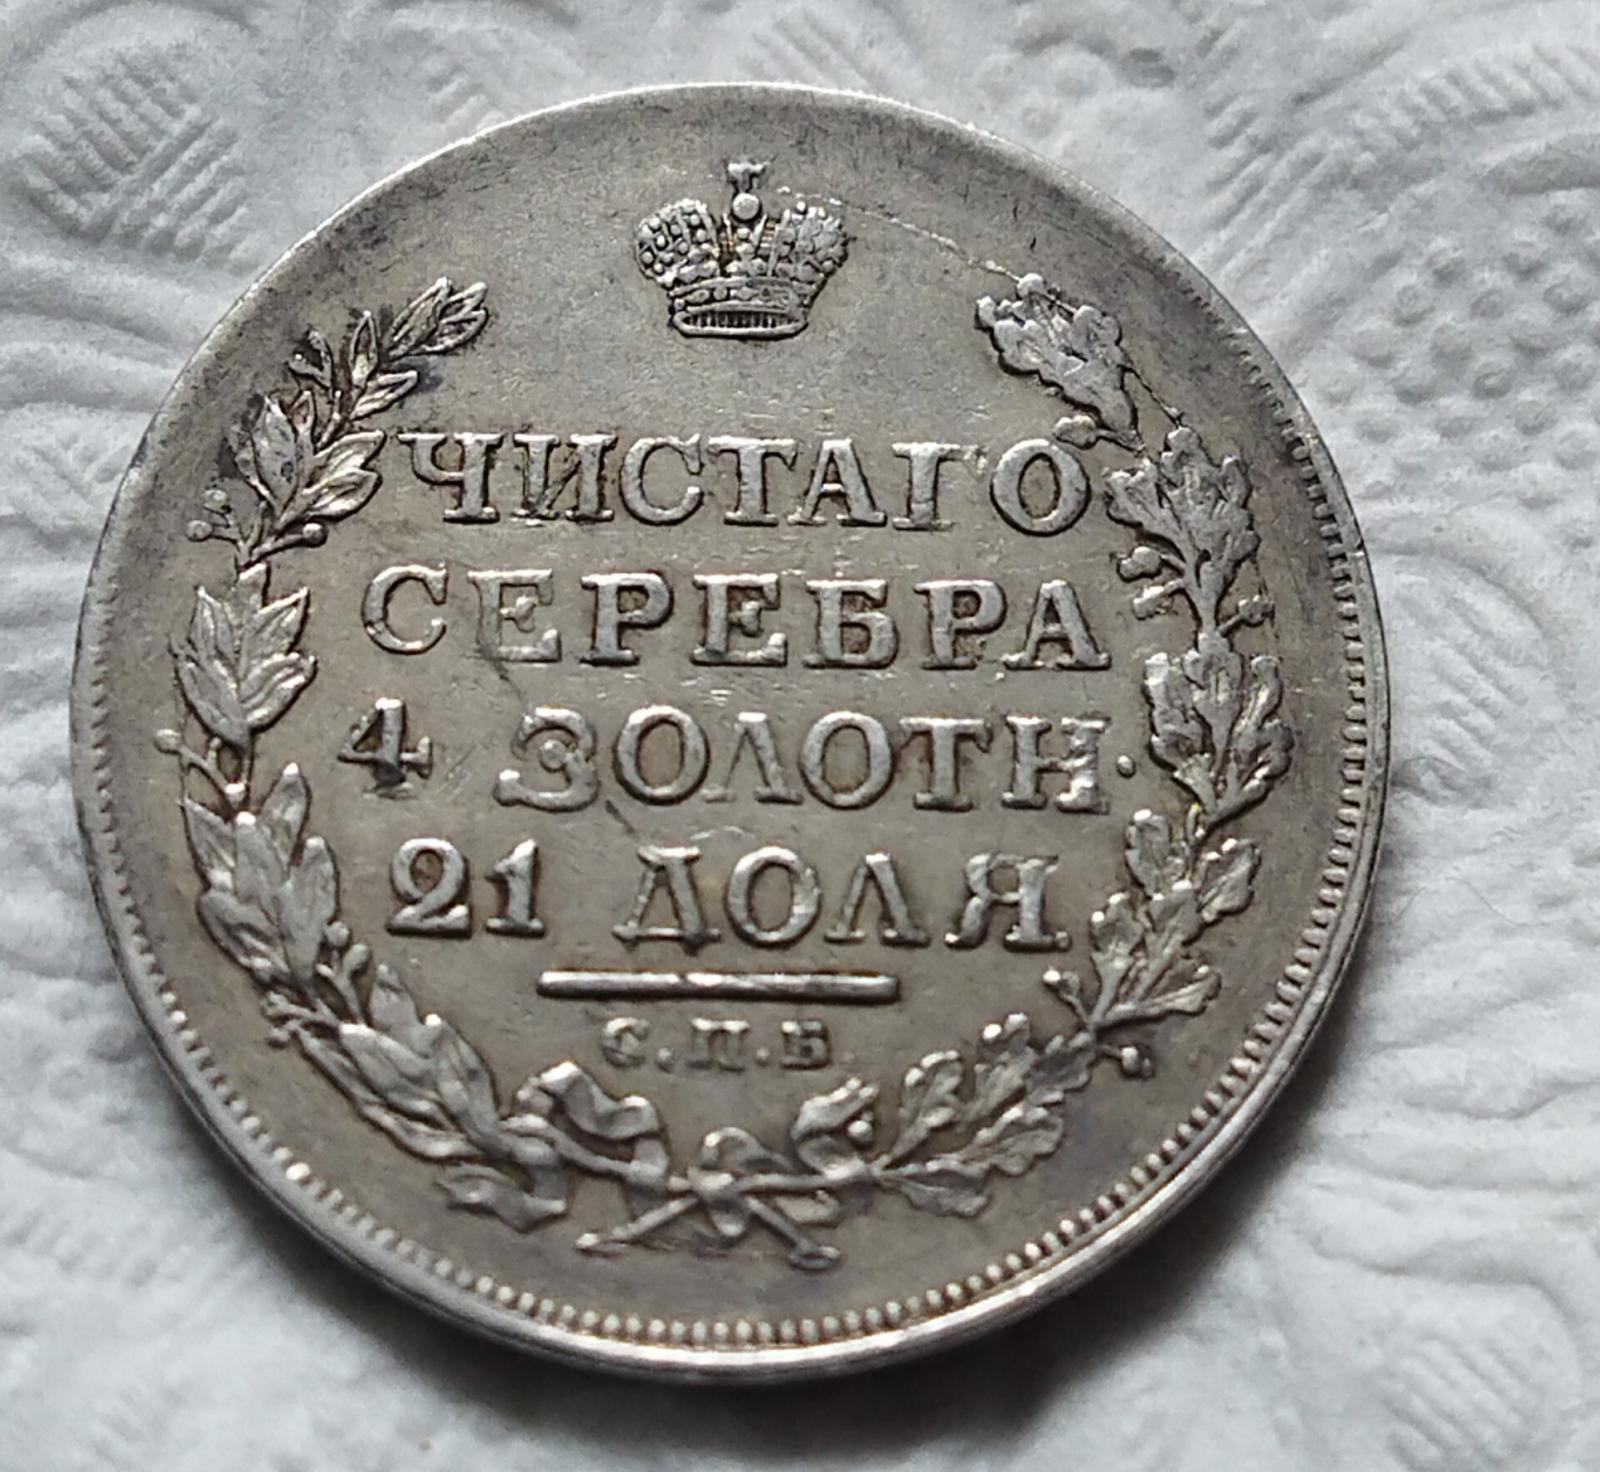 ЧИСТАГО
СЕРЕБРА
4 ЗОЛОТН·
21 ДОЛЯ
С.П.Б.